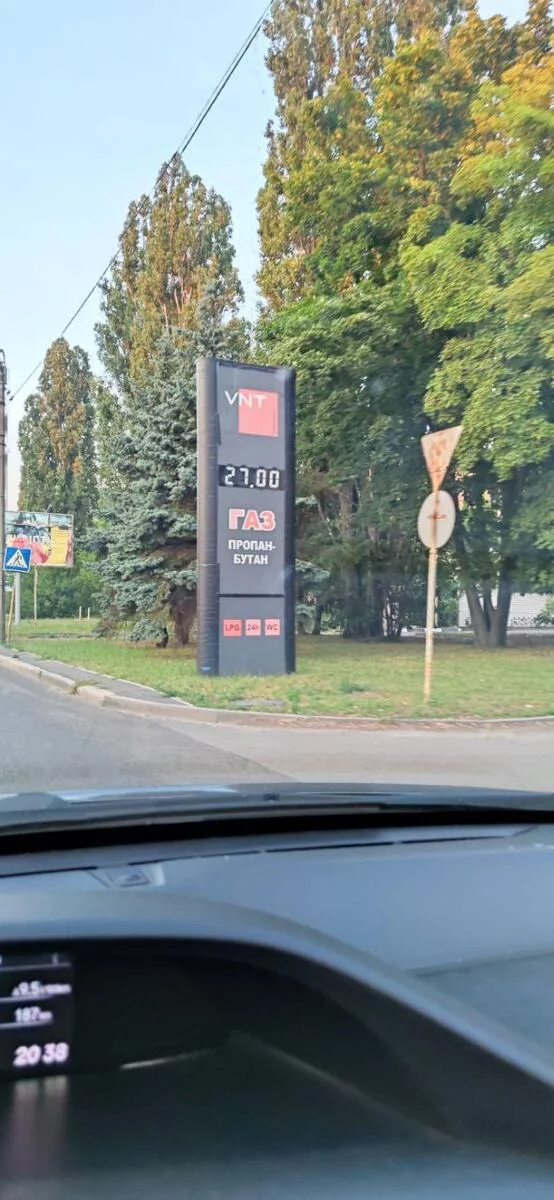 VNT
27.00
ГАЗ
ПРОПАН-
БУТАН
LPG 24h WC
187km
20 38